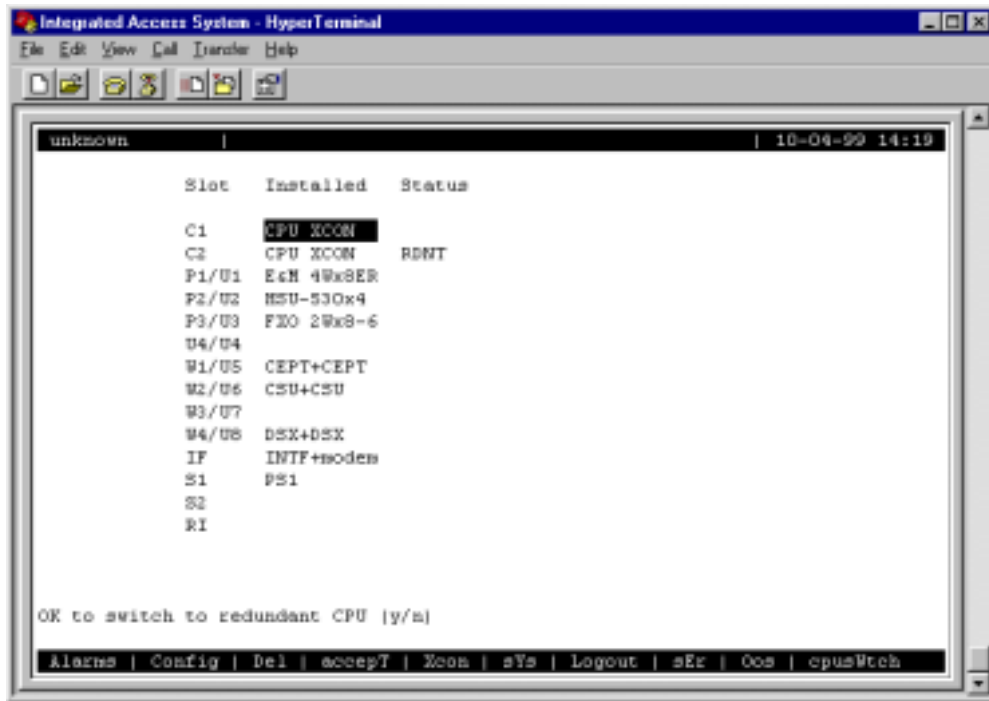 Integrated Access System - HyperTerminal
File Edit View Call Transfer Help
unknown | | 10-04-99 14:19
Slot Installed Status
C1 CPU XCON
C2 CPU XCON RDNT
P1/U1 E&M 4Wx8ER
P2/U2 HSU-530x4
P3/U3 FXO 2Wx8-6
U4/U4
W1/U5 CEPT+CEPT
W2/U6 CSU+CSU
W3/U7
W4/U8 DSX+DSX
IF INTF+modem
S1 PS1
S2
RI
OK to switch to redundant CPU (y/n)
Alarms | Config | Del | accepT | Xcon | sYs | Logout | sEr | Oos | cpusWtch